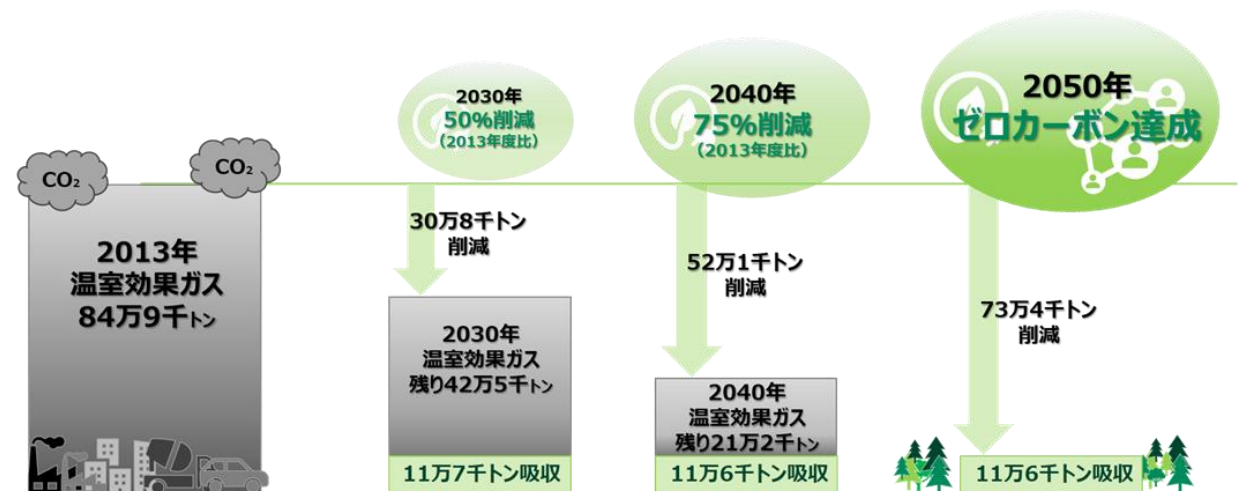 CO₂
CO₂
2013年
温室効果ガス
84万9千トン
2030年
50%削減
(2013年度比)
30万8千トン
削減
2030年
温室効果ガス
残り42万5千トン
11万7千トン吸収
2040年
75%削減
(2013年度比)
52万1千トン
削減
2040年
温室効果ガス
残り21万2千トン
11万6千トン吸収
2050年
ゼロカーボン達成
73万4千トン
削減
11万6千トン吸収